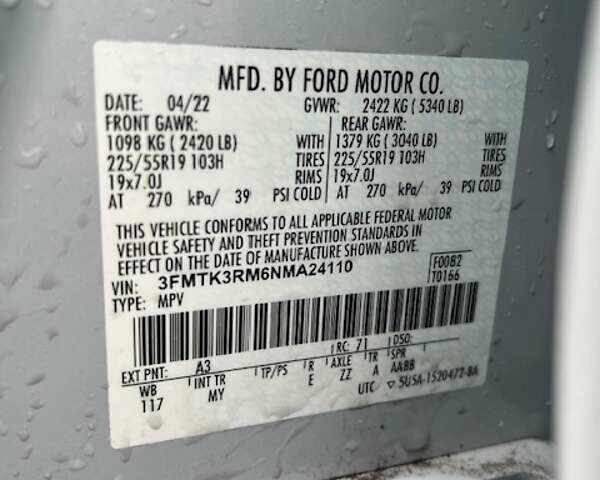 MFD. BY FORD MOTOR CO.
DATE: 04/22 GVWR: 2422 KG ( 5340 LB)
FRONT GAWR: REAR GAWR:
1098 KG ( 2420 LB) WITH 1379 KG ( 3040 LB) WITH
225/55R19 103H TIRES 225/55R19 103H TIRES
19x7.0J RIMS 19x7.0J RIMS
AT 270 kPa/ 39 PSI COLD AT 270 kPa/ 39 PSI COLD
THIS VEHICLE CONFORMS TO ALL APPLICABLE FEDERAL MOTOR
VEHICLE SAFETY AND THEFT PREVENTION STANDARDS IN
EFFECT ON THE DATE OF MANUFACTURE SHOWN ABOVE.
VIN: 3FMTK3RM6NMA24110 F0082
TYPE: MPV T0166
EXT PNT: A3 RC: 71 DSO:
WB INT TR TP/PS R AXLE TR SPR
117 MY E ZZ A AABB
UTC ▽ 5U5A-1520472-BA